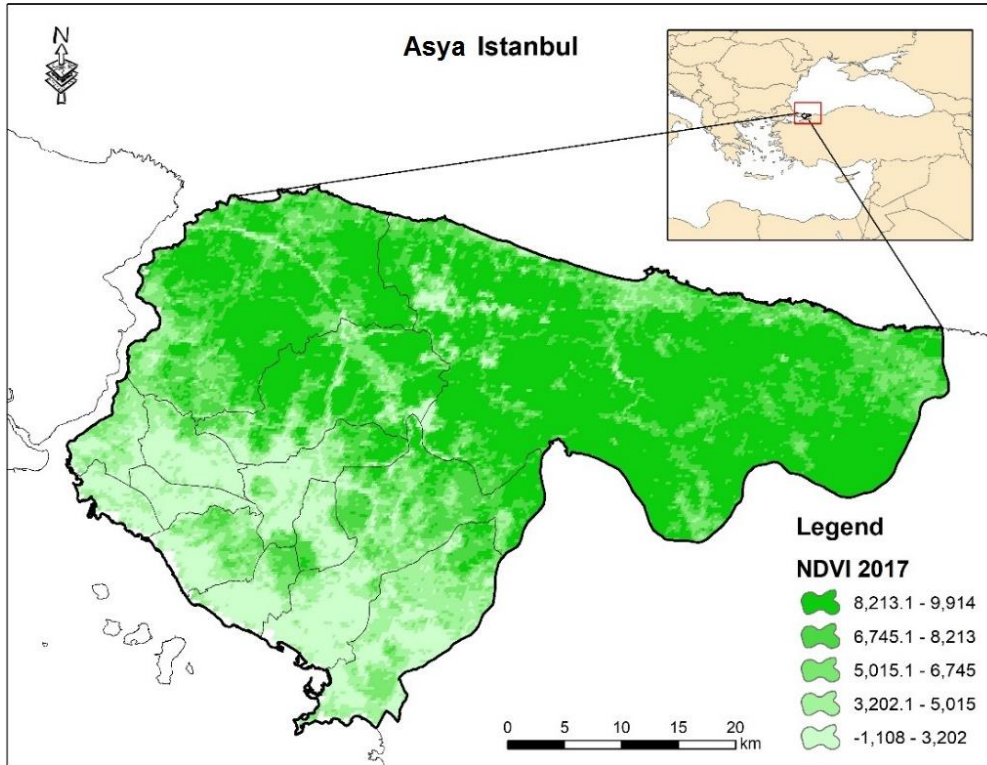 N
Asya Istanbul
Legend
NDVI 2017
8,213.1 - 9,914
6,745.1 - 8,213
5,015.1 - 6,745
3,202.1 - 5,015
-1,108 - 3,202
0 5 10 15 20
km